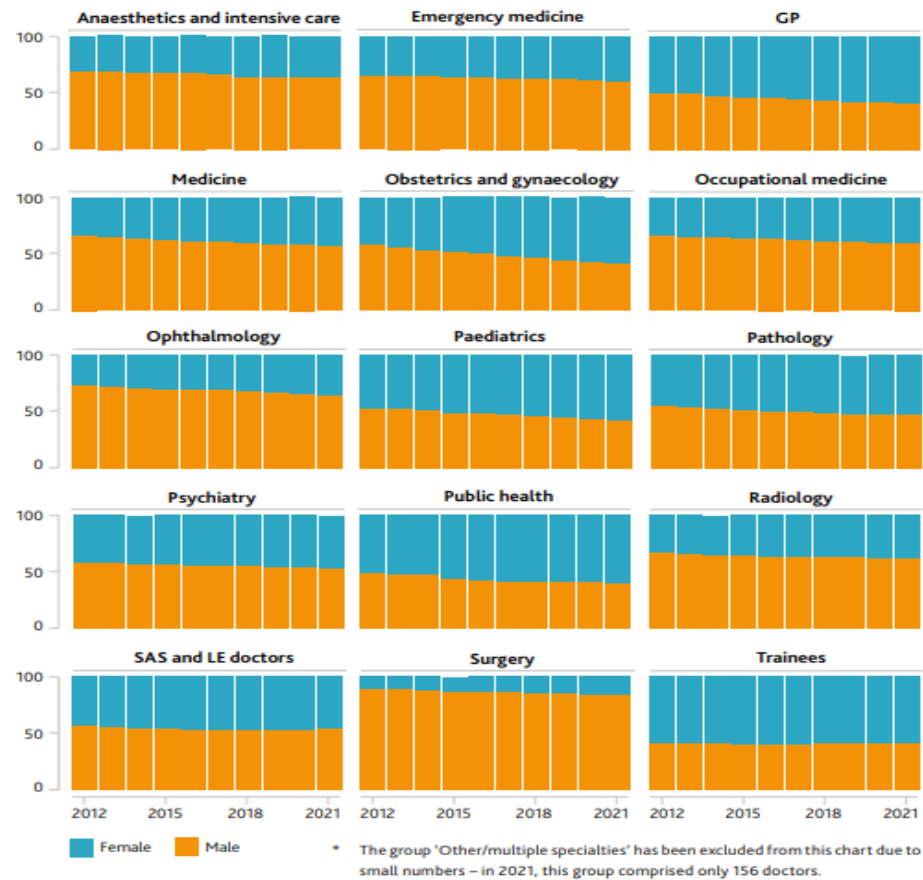 Anaesthetics and intensive care
Emergency medicine
GP
100
50
0
Medicine
Obstetrics and gynaecology
Occupational medicine
100
50
0
Ophthalmology
Paediatrics
Pathology
100
50
0
Psychiatry
Public health
Radiology
100
50
0
SAS and LE doctors
Surgery
Trainees
100
50
0
2012 2015 2018 2021
2012 2015 2018 2021
2012 2015 2018 2021
Female Male
* The group 'Other/multiple specialties' has been excluded from this chart due to
small numbers – in 2021, this group comprised only 156 doctors.